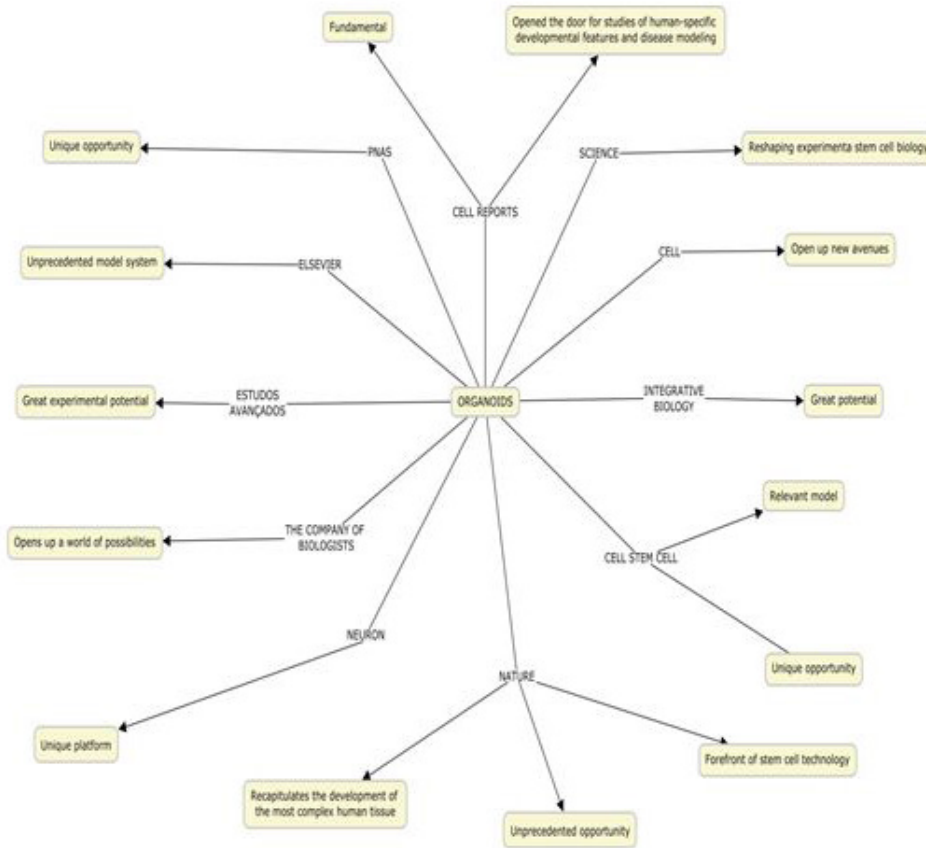 Fundamental
Opened the door for studies of human-specific
developmental features and disease modeling
Unique opportunity
PNAS
SCIENCE
Reshaping experimenta stem cell biology
CELL REPORTS
Unprecedented model system
ELSEVIER
CELL
Open up new avenues
Great experimental potential
ESTUDOS
AVANÇADOS
ORGANOIDS
INTEGRATIVE
BIOLOGY
Great potential
Relevant model
Opens up a world of possibilities
THE COMPANY OF
BIOLOGISTS
CELL STEM CELL
NEURON
Unique opportunity
NATURE
Unique platform
Forefront of stem cell technology
Recapitulates the development of
the most complex human tissue
Unprecedented opportunity